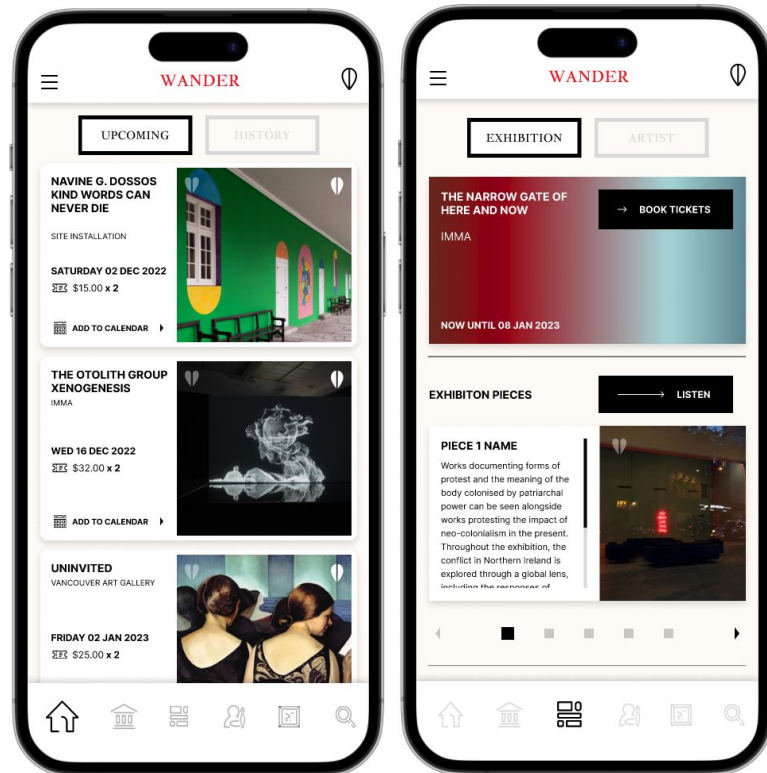 WANDER
UPCOMING
HISTORY
NAVINE G. DOSSOS
KIND WORDS CAN
NEVER DIE
SITE INSTALLATION
SATURDAY 02 DEC 2022
$15.00 x 2
ADD TO CALENDAR
THE OTOLITH GROUP
XENOGENESIS
IMMA
WED 16 DEC 2022
$32.00 x 2
ADD TO CALENDAR
UNINVITED
VANCOUVER ART GALLERY
FRIDAY 02 JAN 2023
$25.00 x 2
WANDER
EXHIBITION
ARTIST
THE NARROW GATE OF
HERE AND NOW
IMMA
BOOK TICKETS
NOW UNTIL 08 JAN 2023
EXHIBITON PIECES
LISTEN
PIECE 1 NAME
Works documenting forms of
protest and the meaning of the
body colonised by patriarchal
power can be seen alongside
works protesting the impact of
neo-colonialism in the present.
Throughout the exhibition, the
conflict in Northern Ireland is
explored through a global lens,
including the responses of